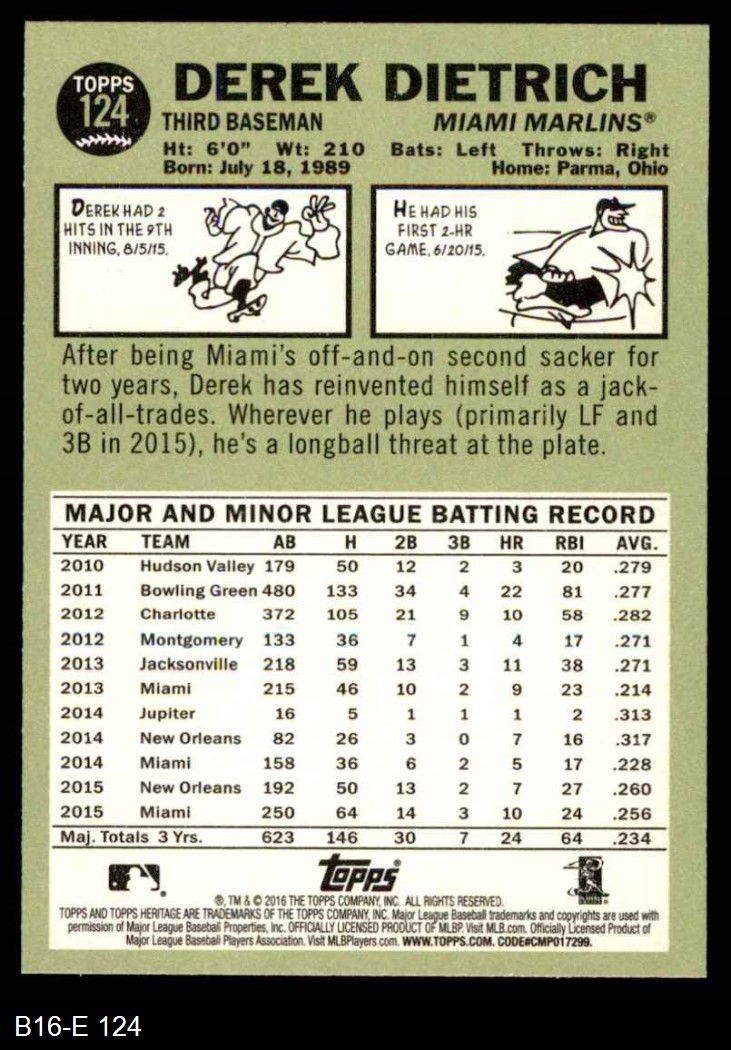 TOPPS
124
DEREK DIETRICH
THIRD BASEMAN MIAMI MARLINS®
Ht: 6'0" Wt: 210 Bats: Left Throws: Right
Born: July 18, 1989 Home: Parma, Ohio
DEREK HAD 2
HITS IN THE 9TH
INNING, 8/5/15.
HE HAD HIS
FIRST 2-HR
GAME, 6/20/15.
After being Miami's off-and-on second sacker for
two years, Derek has reinvented himself as a jack-
of-all-trades. Wherever he plays (primarily LF and
3B in 2015), he's a longball threat at the plate.
MAJOR AND MINOR LEAGUE BATTING RECORD
YEAR TEAM AB H 2B 3B HR RBI AVG.
2010 Hudson Valley 179 50 12 2 3 20 .279
2011 Bowling Green 480 133 34 4 22 81 .277
2012 Charlotte 372 105 21 9 10 58 .282
2012 Montgomery 133 36 7 1 4 17 .271
2013 Jacksonville 218 59 13 3 11 38 .271
2013 Miami 215 46 10 2 9 23 .214
2014 Jupiter 16 5 1 1 1 2 .313
2014 New Orleans 82 26 3 0 7 16 .317
2014 Miami 158 36 6 2 5 17 .228
2015 New Orleans 192 50 13 2 7 27 .260
2015 Miami 250 64 14 3 10 24 .256
Maj. Totals 3 Yrs. 623 146 30 7 24 64 .234
Topps®
®, TM & © 2016 THE TOPPS COMPANY, INC. ALL RIGHTS RESERVED.
TOPPS AND TOPPS HERITAGE ARE TRADEMARKS OF THE TOPPS COMPANY, INC. Major League Baseball trademarks and copyrights are used with
permission of Major League Baseball Properties, Inc. OFFICIALLY LICENSED PRODUCT OF MLBP. Visit MLB.com. Officially Licensed Product of
Major League Baseball Players Association. Visit MLBPlayers.com. WWW.TOPPS.COM. CODE#CMP017299.
B16-E 124